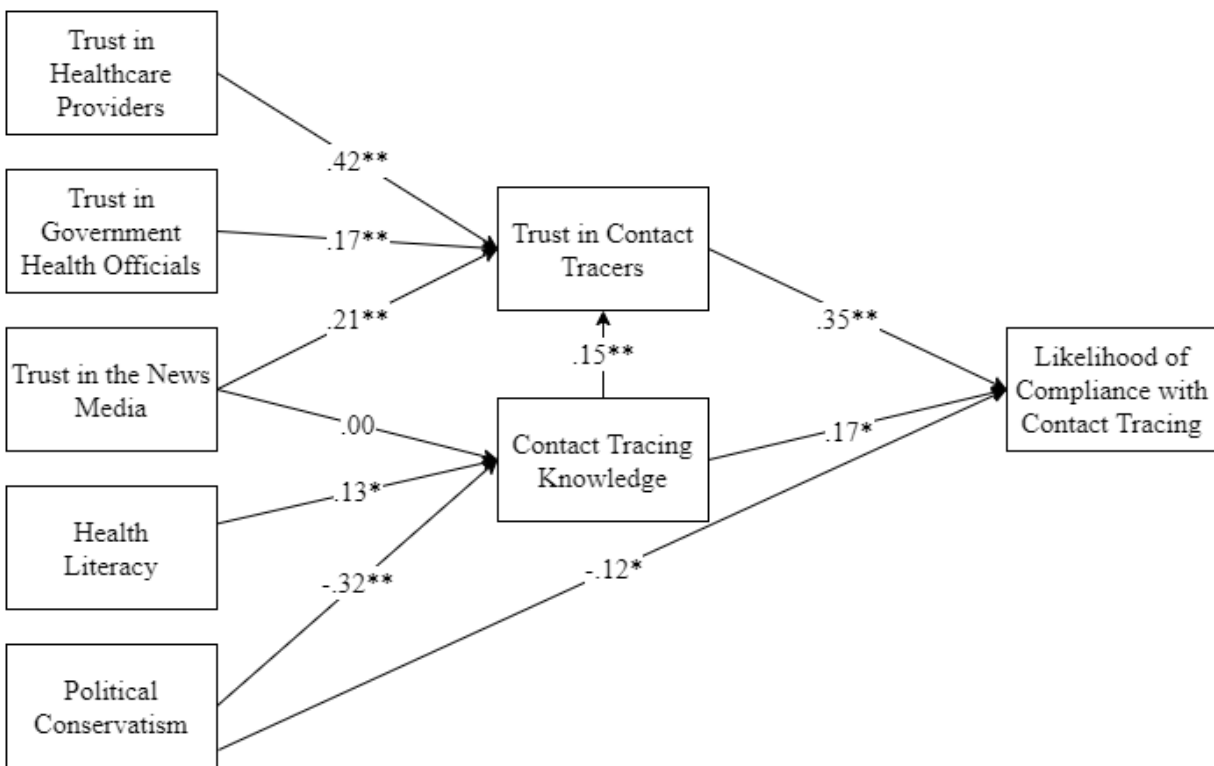 Trust in
Healthcare
Providers
.42**
Trust in
Government
Health Officials
.17**
Trust in Contact
Tracers
.21**
.35**
Trust in the News
Media
.15**
Likelihood of
Compliance with
Contact Tracing
.00
Contact Tracing
Knowledge
.17*
Health
Literacy
.13*
-.32**
-.12*
Political
Conservatism